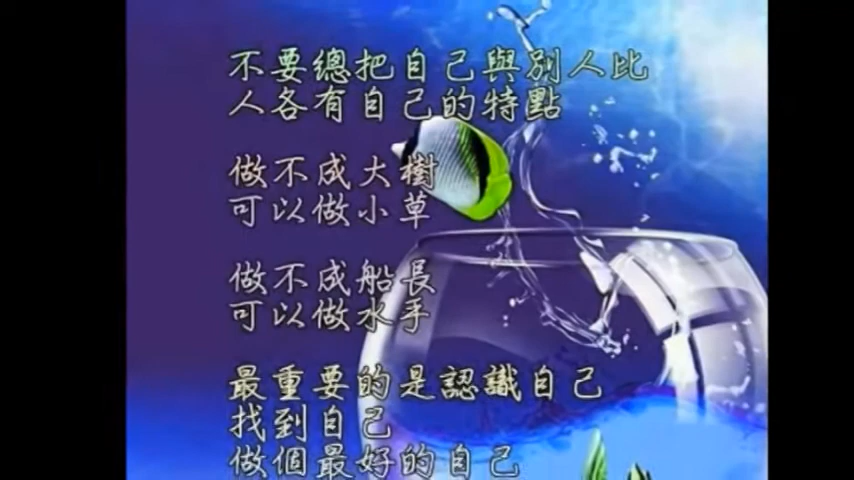 不要總把自己與別人比
人各有自己的特點
做不成大樹
可以做小草
做不成船長
可以做水手
最重要的是認識自己
找到自己
做個最好的自己